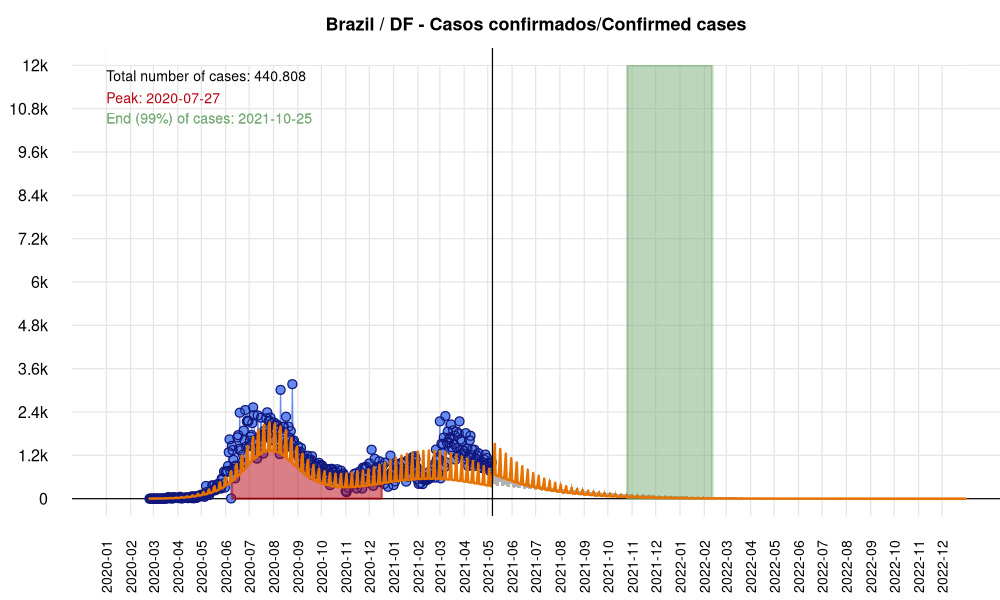 Brazil / DF - Casos confirmados/Confirmed cases
Total number of cases: 440.808
Peak: 2020-07-27
End (99%) of cases: 2021-10-25
12k
10.8k
9.6k
8.4k
7.2k
6k
4.8k
3.6k
2.4k
1.2k
0
2020-01
2020-02
2020-03
2020-04
2020-05
2020-06
2020-07
2020-08
2020-09
2020-10
2020-11
2020-12
2021-01
2021-02
2021-03
2021-04
2021-05
2021-06
2021-07
2021-08
2021-09
2021-10
2021-11
2021-12
2022-01
2022-02
2022-03
2022-04
2022-05
2022-06
2022-07
2022-08
2022-09
2022-10
2022-11
2022-12